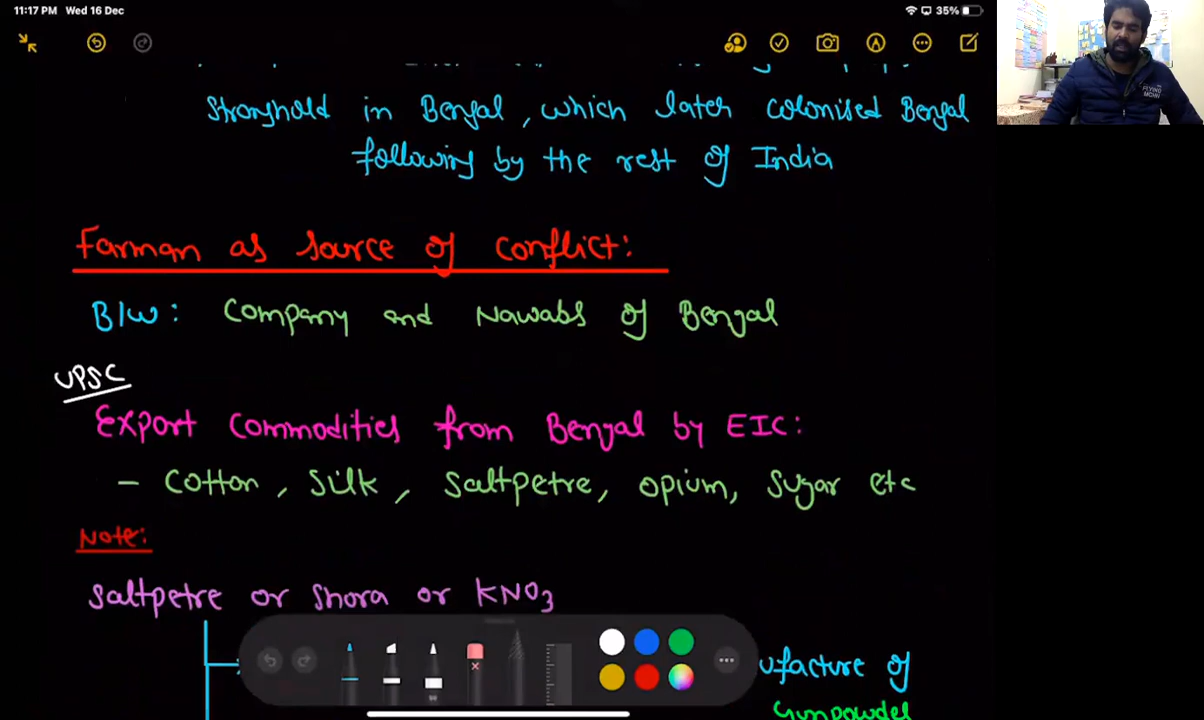 11:17 PM Wed 16 Dec
35%
Stronghold in Bengal, which later colonised Bengal
following by the rest of India
Farman as source of conflict:
B/w: Company and Nawabs of Bengal
UPSC
Export Commodities from Bengal by EIC:
- Cotton, Silk, Saltpetre, opium, Sugar etc
Note:
Saltpetre or Shora or KNO3
ufacture of
Gunpowder
FLYING